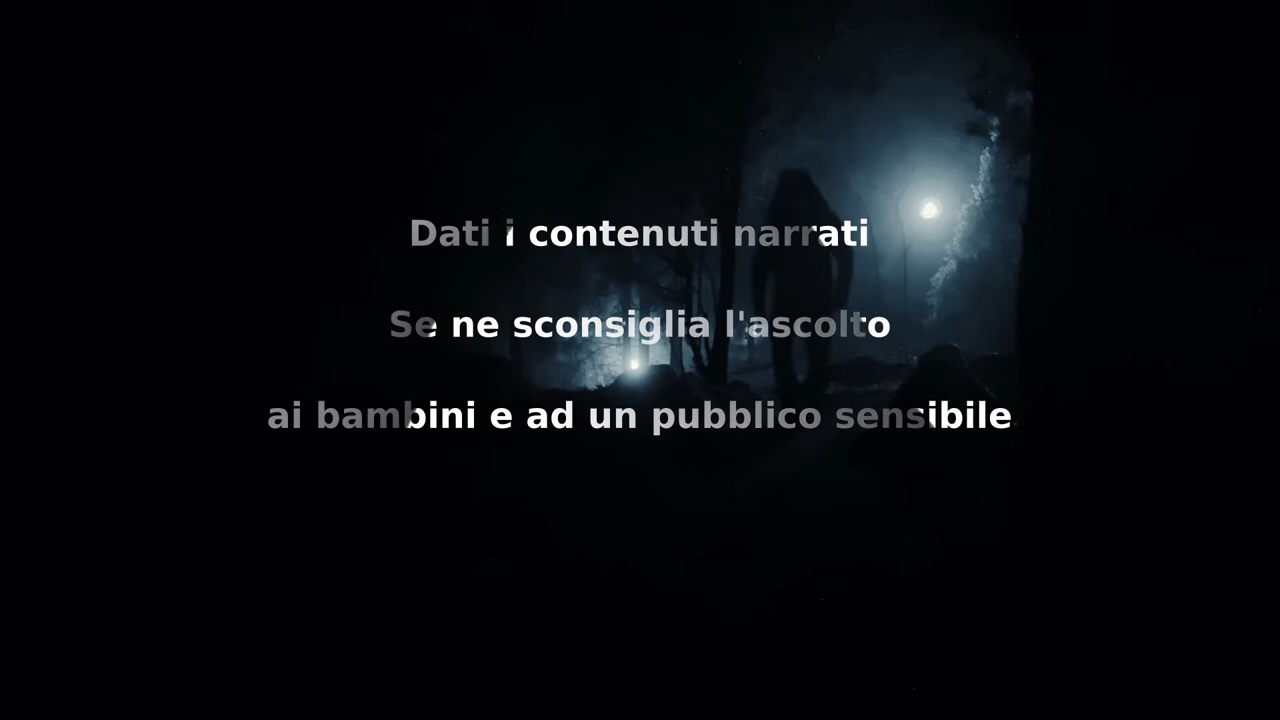 Dati i contenuti narrati
Se ne sconsiglia l'ascolto
ai bambini e ad un pubblico sensibile